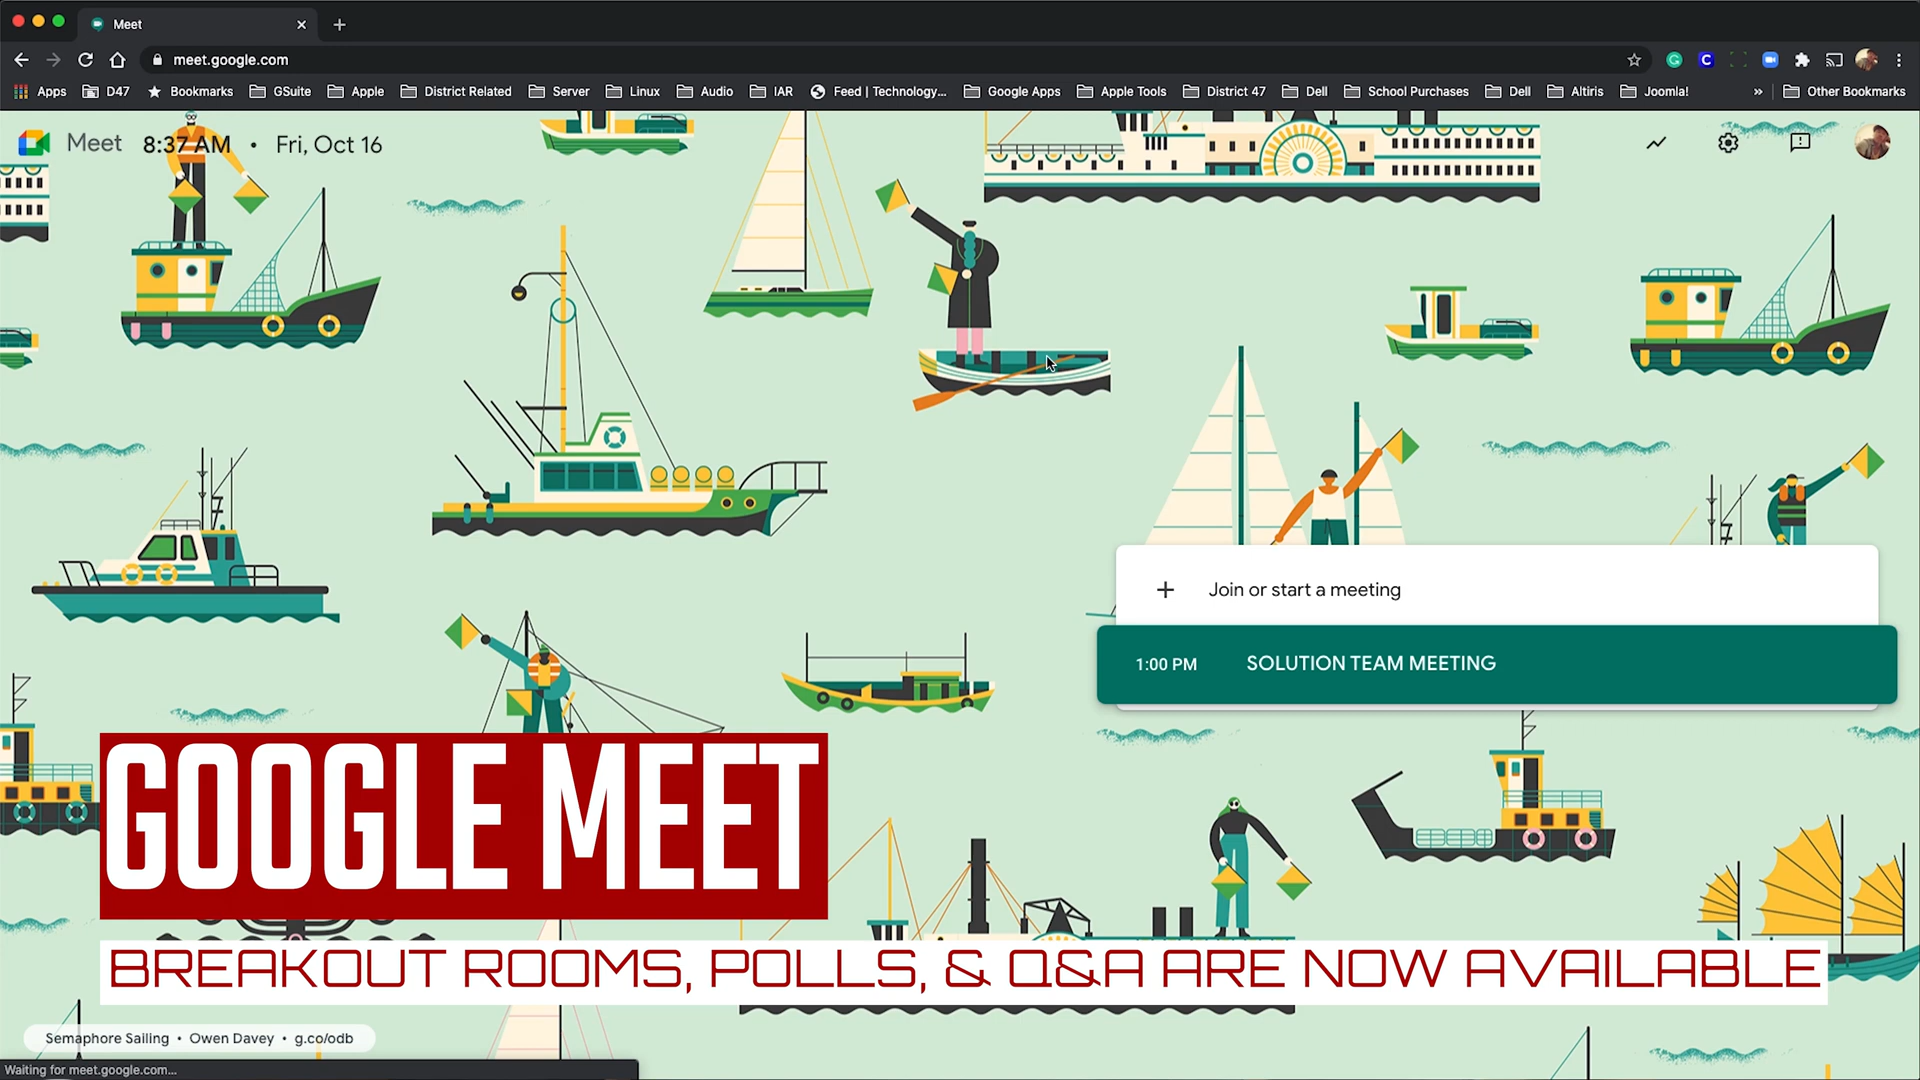 Meet
meet.google.com
Apps D47 Bookmarks GSuite Apple District Related Server Linux Audio IAR Feed | Technology... Google Apps Apple Tools District 47 Dell School Purchases Dell Altiris Joomla! » Other Bookmarks
Meet 8:37 AM • Fri, Oct 16
+ Join or start a meeting
1:00 PM SOLUTION TEAM MEETING
GOOGLE MEET
BREAKOUT ROOMS, POLLS, & Q&A ARE NOW AVAILABLE
Semaphore Sailing • Owen Davey • g.co/odb
Waiting for meet.google.com...